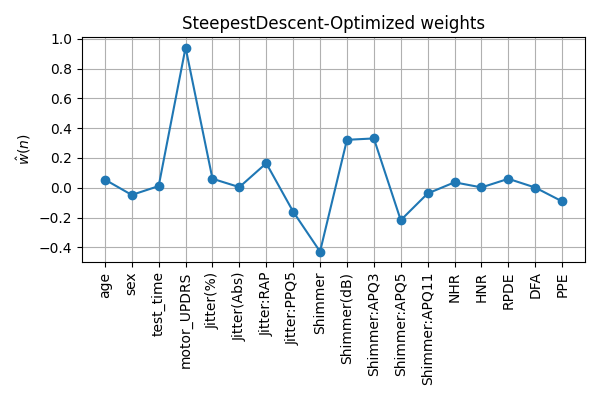 SteepestDescent-Optimized weights
ŵ(n)
1.0
0.8
0.6
0.4
0.2
0.0
−0.2
−0.4
age
sex
test_time
motor_UPDRS
Jitter(%)
Jitter(Abs)
Jitter:RAP
Jitter:PPQ5
Shimmer
Shimmer(dB)
Shimmer:APQ3
Shimmer:APQ5
Shimmer:APQ11
NHR
HNR
RPDE
DFA
PPE